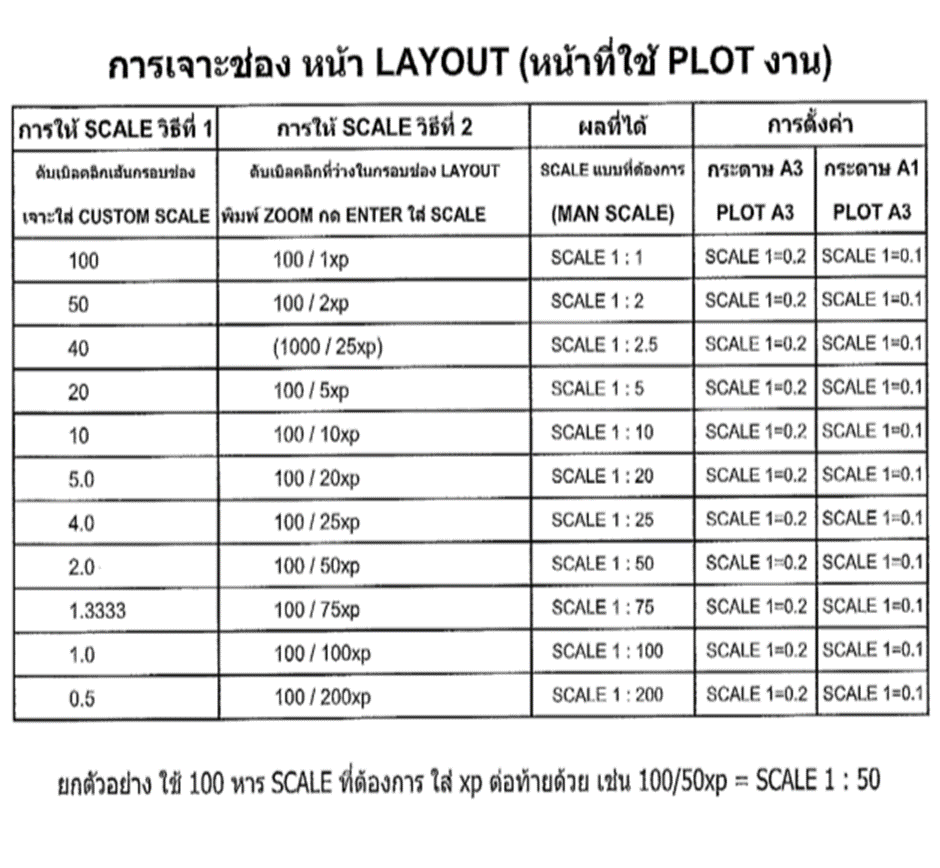 การเจาะช่อง หน้า LAYOUT (หน้าที่ใช้ PLOT งาน)
การให้ SCALE วิธีที่ 1 การให้ SCALE วิธีที่ 2 ผลที่ได้ การตั้งค่า
ดับเบิลคลิกเส้นกรอบช่อง ดับเบิลคลิกที่ว่างในกรอบช่อง LAYOUT SCALE แบบที่ต้องการ กระดาษ A3 กระดาษ A1
เจาะใส่ CUSTOM SCALE พิมพ์ ZOOM กด ENTER ใส่ SCALE (MAN SCALE) PLOT A3 PLOT A3
100 100 / 1xp SCALE 1 : 1 SCALE 1=0.2 SCALE 1=0.1
50 100 / 2xp SCALE 1 : 2 SCALE 1=0.2 SCALE 1=0.1
40 (1000 / 25xp) SCALE 1 : 2.5 SCALE 1=0.2 SCALE 1=0.1
20 100 / 5xp SCALE 1 : 5 SCALE 1=0.2 SCALE 1=0.1
10 100 / 10xp SCALE 1 : 10 SCALE 1=0.2 SCALE 1=0.1
5.0 100 / 20xp SCALE 1 : 20 SCALE 1=0.2 SCALE 1=0.1
4.0 100 / 25xp SCALE 1 : 25 SCALE 1=0.2 SCALE 1=0.1
2.0 100 / 50xp SCALE 1 : 50 SCALE 1=0.2 SCALE 1=0.1
1.3333 100 / 75xp SCALE 1 : 75 SCALE 1=0.2 SCALE 1=0.1
1.0 100 / 100xp SCALE 1 : 100 SCALE 1=0.2 SCALE 1=0.1
0.5 100 / 200xp SCALE 1 : 200 SCALE 1=0.2 SCALE 1=0.1
ยกตัวอย่าง ใช้ 100 หาร SCALE ที่ต้องการ ใส่ xp ต่อท้ายด้วย เช่น 100/50xp = SCALE 1 : 50